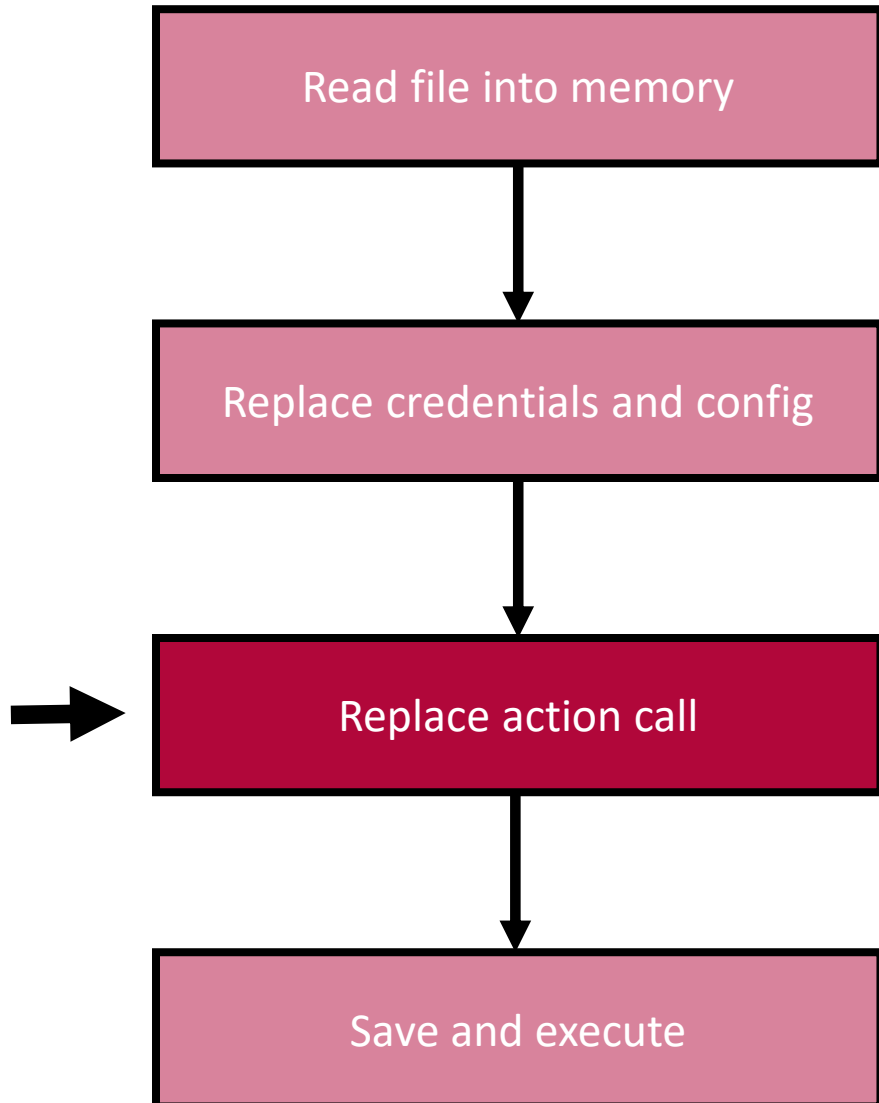 Read file into memory
Replace credentials and config
Replace action call
Save and execute